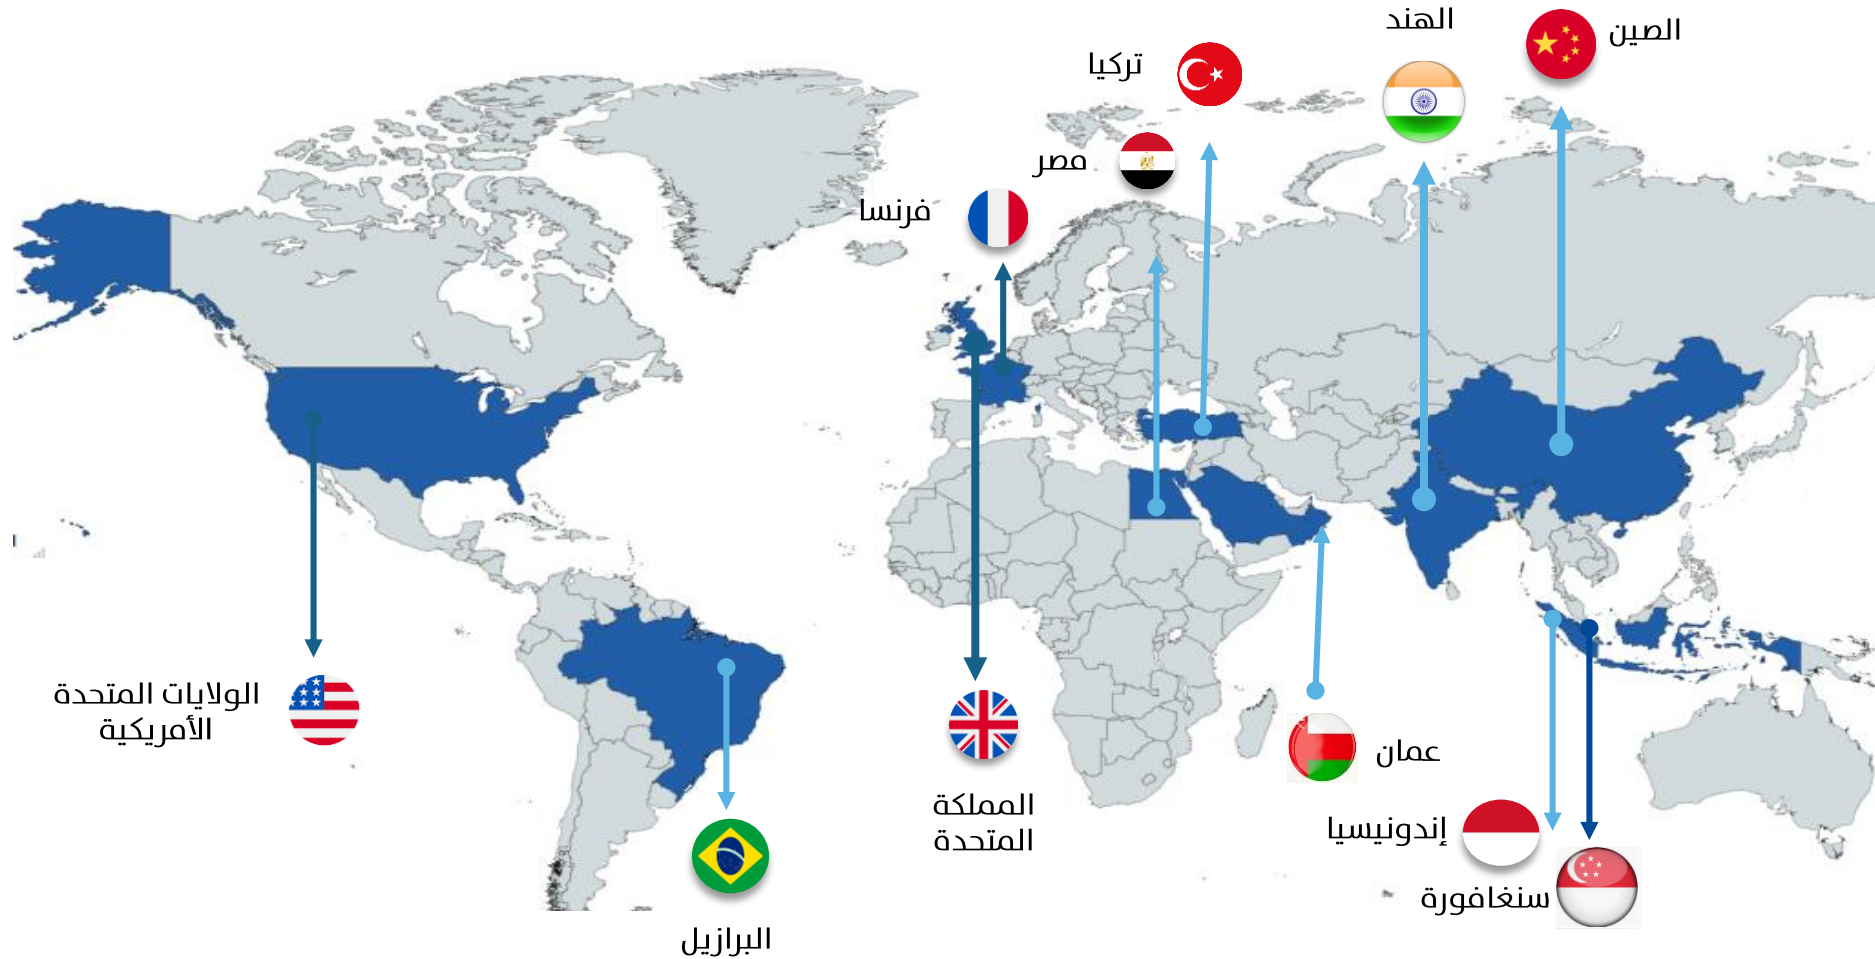 الهند
الصين
تركيا
مصر
فرنسا
الولايات المتحدة
الأمريكية
عمان
المملكة
المتحدة
إندونيسيا
سنغافورة
البرازيل